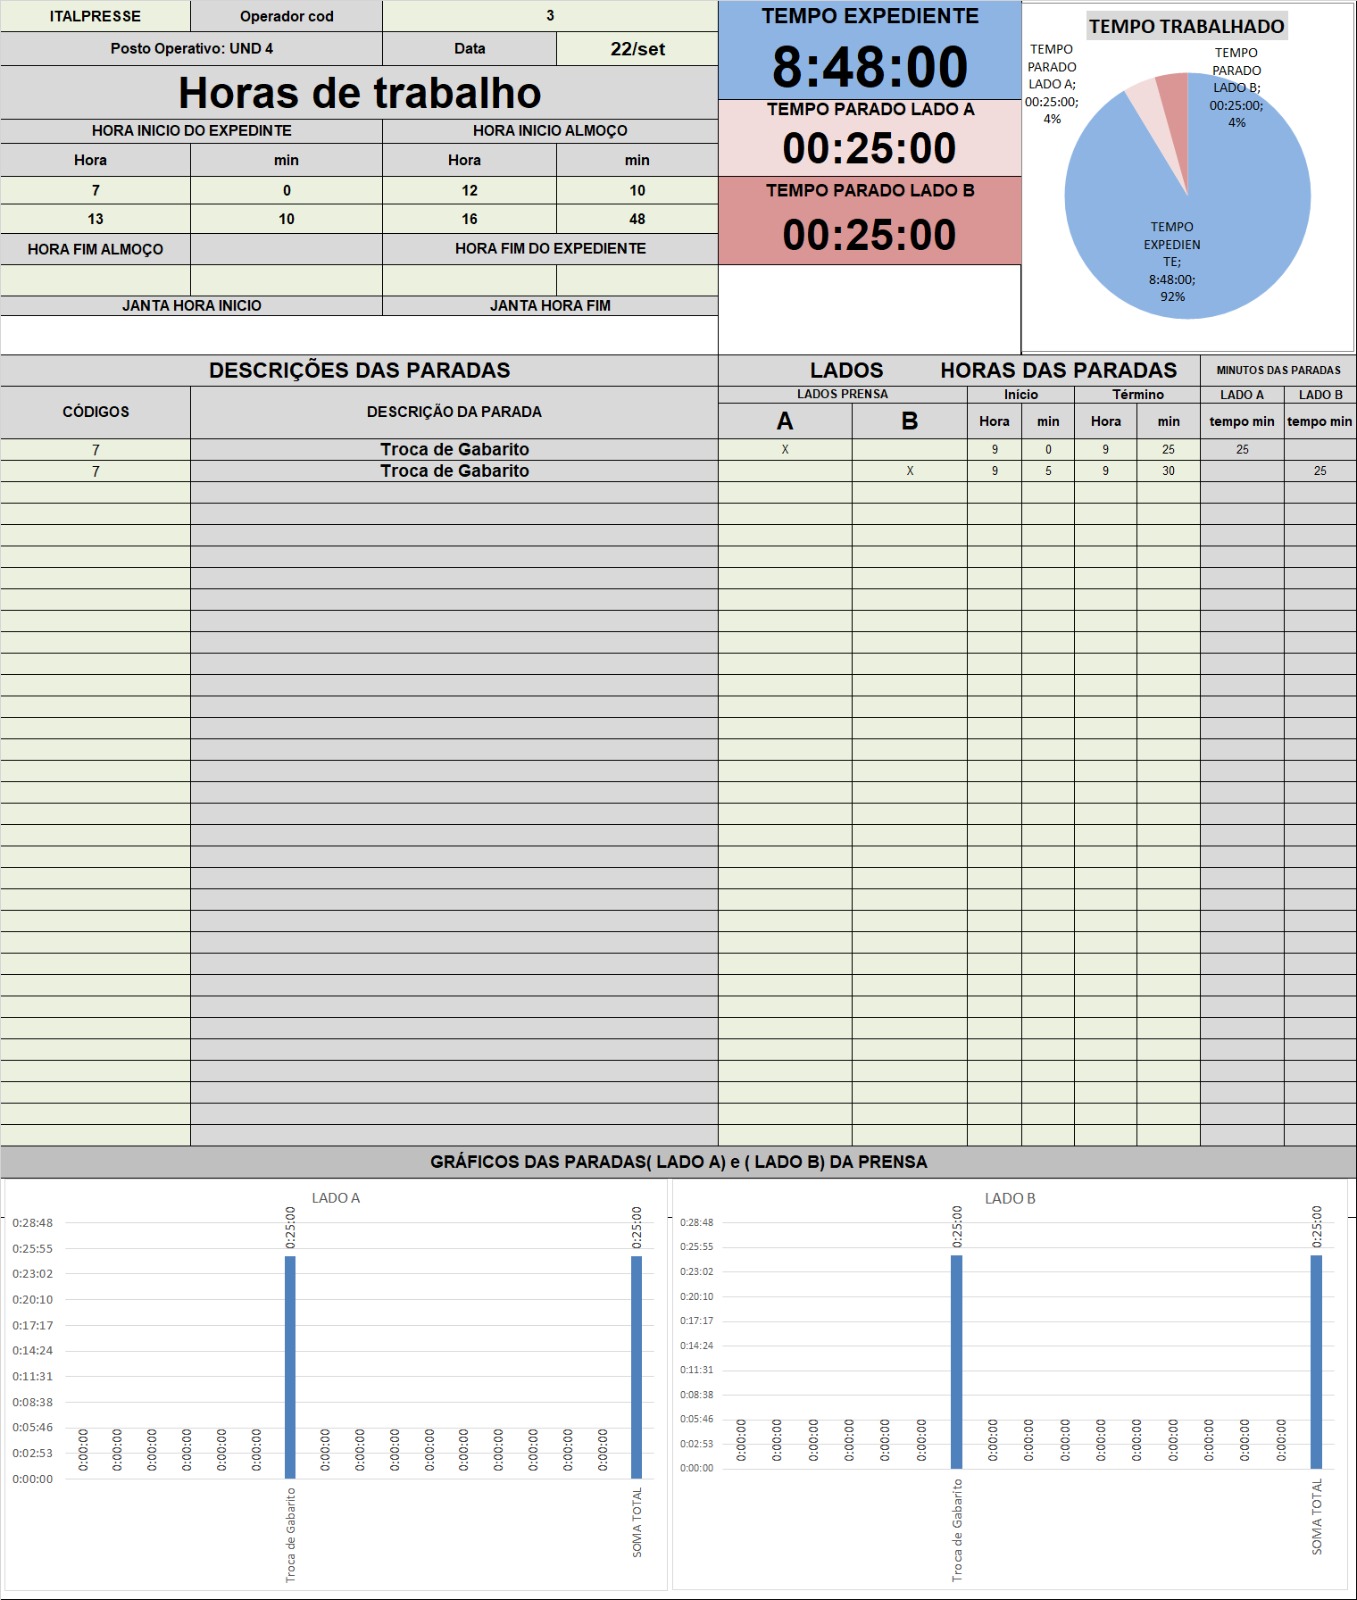 ITALPRESSE Operador cod 3
Posto Operativo: UND 4 Data 22/set
Horas de trabalho
HORA INICIO DO EXPEDINTE HORA INICIO ALMOÇO
Hora min Hora min
7 0 12 10
13 10 16 48
HORA FIM ALMOÇO HORA FIM DO EXPEDIENTE
JANTA HORA INICIO JANTA HORA FIM
TEMPO EXPEDIENTE
8:48:00
TEMPO PARADO LADO A
00:25:00
TEMPO PARADO LADO B
00:25:00
TEMPO TRABALHADO
TEMPO
PARADO
LADO A;
00:25:00;
4%
TEMPO
PARADO
LADO B;
00:25:00;
4%
TEMPO
EXPEDIEN
TE;
8:48:00;
92%
DESCRIÇÕES DAS PARADAS LADOS HORAS DAS PARADAS MINUTOS DAS PARADAS
CÓDIGOS DESCRIÇÃO DA PARADA LADOS PRENSA Início Término LADO A LADO B
A B Hora min Hora min tempo min tempo min
7 Troca de Gabarito X 9 0 9 25 25
7 Troca de Gabarito X 9 5 9 30 25
GRÁFICOS DAS PARADAS( LADO A) e ( LADO B) DA PRENSA
LADO A
0:28:48
0:25:55
0:23:02
0:20:10
0:17:17
0:14:24
0:11:31
0:08:38
0:05:46
0:02:53
0:00:00
0:00:00 0:00:00 0:00:00 0:00:00 0:00:00 0:00:00 0:25:00 0:00:00 0:00:00 0:00:00 0:00:00 0:00:00 0:00:00 0:00:00 0:00:00 0:00:00 0:25:00
Troca de Gabarito SOMA TOTAL
LADO B
0:28:48
0:25:55
0:23:02
0:20:10
0:17:17
0:14:24
0:11:31
0:08:38
0:05:46
0:02:53
0:00:00
0:00:00 0:00:00 0:00:00 0:00:00 0:00:00 0:00:00 0:25:00 0:00:00 0:00:00 0:00:00 0:00:00 0:00:00 0:00:00 0:00:00 0:00:00 0:00:00 0:25:00
Troca de Gabarito SOMA TOTAL